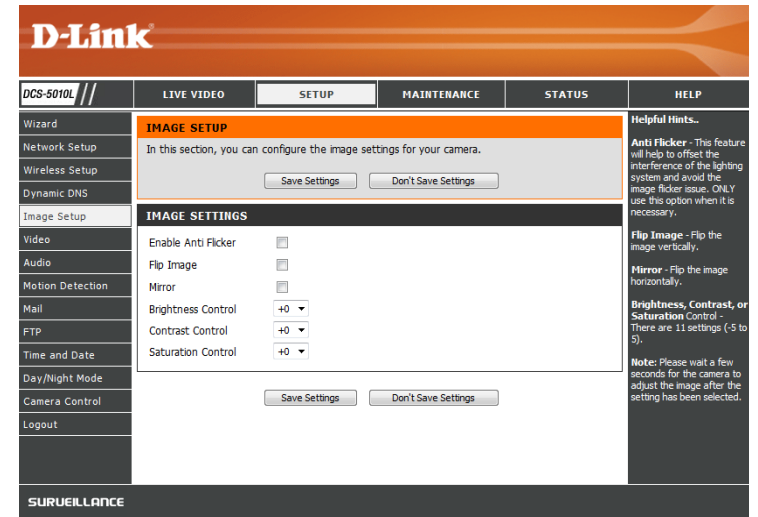 D-Link
DCS-5010L
LIVE VIDEO
SETUP
MAINTENANCE
STATUS
HELP
Wizard
Network Setup
Wireless Setup
Dynamic DNS
Image Setup
Video
Audio
Motion Detection
Mail
FTP
Time and Date
Day/Night Mode
Camera Control
Logout
IMAGE SETUP
In this section, you can configure the image settings for your camera.
Save Settings
Don't Save Settings
IMAGE SETTINGS
Enable Anti Flicker
Flip Image
Mirror
Brightness Control +0
Contrast Control +0
Saturation Control +0
Save Settings
Don't Save Settings
Helpful Hints..
Anti Flicker - This feature
will help to offset the
interference of the lighting
system and avoid the
image flicker issue. ONLY
use this option when it is
necessary.
Flip Image - Flip the
image vertically.
Mirror - Flip the image
horizontally.
Brightness, Contrast, or
Saturation Control -
There are 11 settings (-5 to
5).
Note: Please wait a few
seconds for the camera to
adjust the image after the
setting has been selected.
SURVEILLANCE